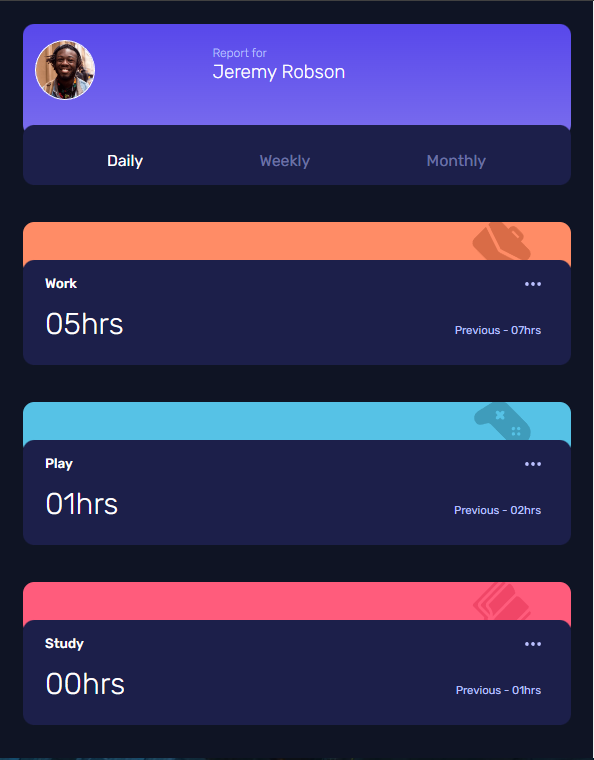 Report for
Jeremy Robson
Daily Weekly Monthly
Work
05hrs
Previous - 07hrs
Play
01hrs
Previous - 02hrs
Study
00hrs
Previous - 01hrs